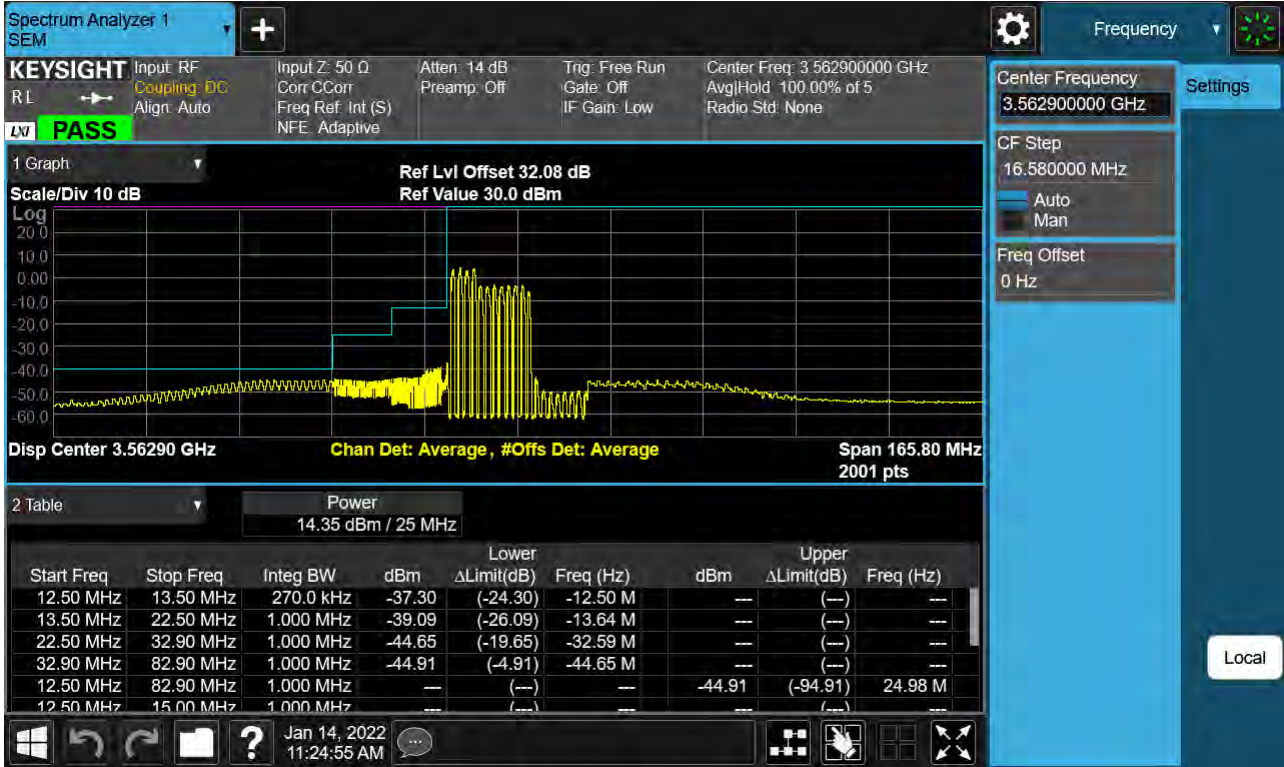 Spectrum Analyzer 1
SEM
Frequency
KEYSIGHT
RL
LXI
PASS
Input: RF
Coupling: DC
Align: Auto
Input Z: 50 Ω
Corr CCorr
Freq Ref: Int (S)
NFE: Adaptive
Atten: 14 dB
Preamp: Off
Trig: Free Run
Gate: Off
IF Gain: Low
Center Freq: 3.562900000 GHz
Avg|Hold: 100.00% of 5
Radio Std: None
Center Frequency
3.562900000 GHz
Settings
CF Step
16.580000 MHz
Auto
Man
Freq Offset
0 Hz
Local
1 Graph
Ref Lvl Offset 32.08 dB
Scale/Div 10 dB
Ref Value 30.0 dBm
Log
20.0
10.0
0.00
-10.0
-20.0
-30.0
-40.0
-50.0
-60.0
Disp Center 3.56290 GHz
Chan Det: Average, #Offs Det: Average
Span 165.80 MHz
2001 pts
2 Table
Power
14.35 dBm / 25 MHz
Lower Upper
Start Freq Stop Freq Integ BW dBm ΔLimit(dB) Freq (Hz) dBm ΔLimit(dB) Freq (Hz)
12.50 MHz 13.50 MHz 270.0 kHz -37.30 (-24.30) -12.50 M --- (---) ---
13.50 MHz 22.50 MHz 1.000 MHz -39.09 (-26.09) -13.64 M --- (---) ---
22.50 MHz 32.90 MHz 1.000 MHz -44.65 (-19.65) -32.59 M --- (---) ---
32.90 MHz 82.90 MHz 1.000 MHz -44.91 (-4.91) -44.65 M --- (---) ---
12.50 MHz 82.90 MHz 1.000 MHz --- (---) --- -44.91 (-94.91) 24.98 M
12.50 MHz 15.00 MHz 1.000 MHz --- (---) --- --- (---) ---
Jan 14, 2022
11:24:55 AM